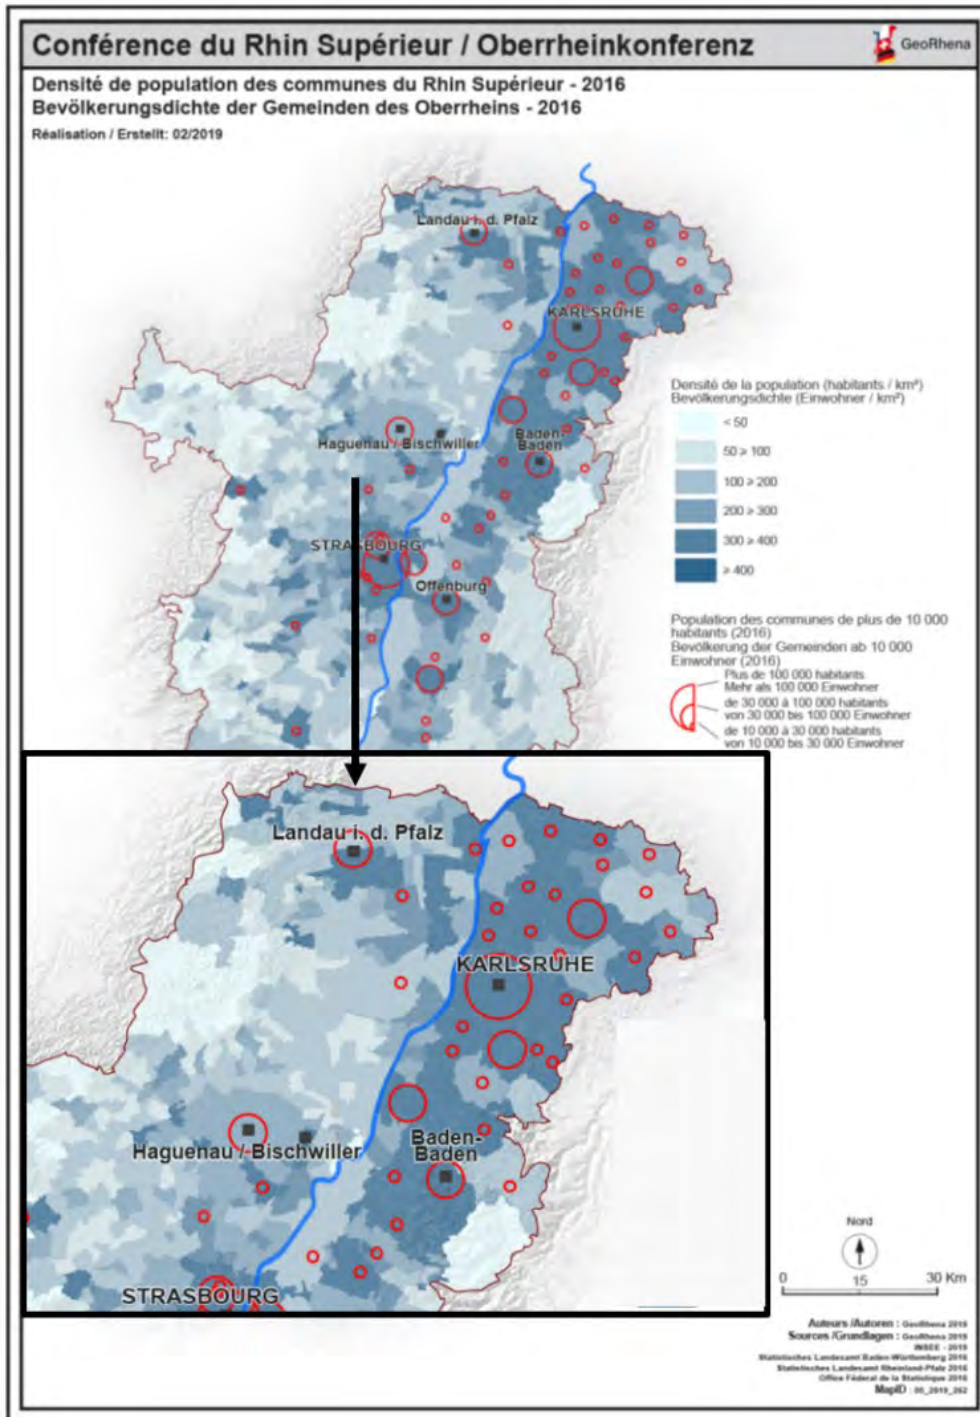 Conférence du Rhin Supérieur / Oberrheinkonferenz
GeoRhena
Densité de population des communes du Rhin Supérieur - 2016
Bevölkerungsdichte der Gemeinden des Oberrheins - 2016
Réalisation / Erstellt: 02/2019
Landau i. d. Pfalz
KARLSRUHE
Haguenau / Bischwiller
Baden-
Baden
STRASBOURG
Offenburg
Densité de la population (habitants / km²)
Bevölkerungsdichte (Einwohner / km²)
< 50
50 ≥ 100
100 ≥ 200
200 ≥ 300
300 ≥ 400
≥ 400
Population des communes de plus de 10 000
habitants (2016)
Bevölkerung der Gemeinden ab 10 000
Einwohner (2016)
Plus de 100 000 habitants
Mehr als 100 000 Einwohner
de 30 000 à 100 000 habitants
von 30 000 bis 100 000 Einwohner
de 10 000 à 30 000 habitants
von 10 000 bis 30 000 Einwohner
Landau i. d. Pfalz
KARLSRUHE
Haguenau / Bischwiller
Baden-
Baden
STRASBOURG
Nord
0 15 30 Km
Auteurs /Autoren : GeoRhena 2019
Sources /Grundlagen : GeoRhena 2019
INSEE - 2019
Statistisches Landesamt Baden-Württemberg 2016
Statistisches Landesamt Rheinland-Pfalz 2016
Office Fédéral de la Statistique 2016
MapID : 05_2019_262